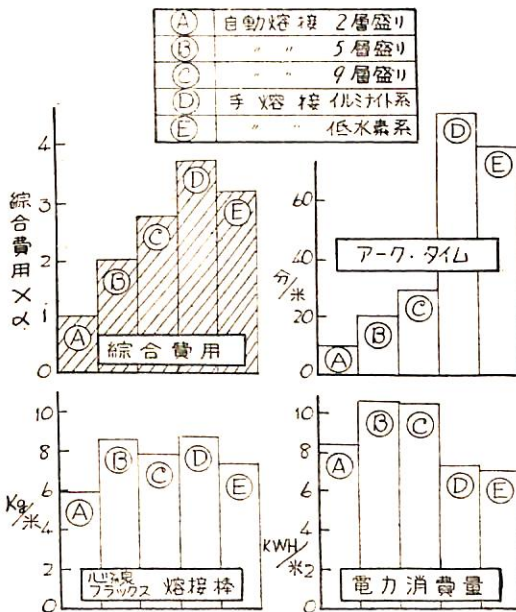 Ⓐ 自動熔接 2層盛り
Ⓑ 〃 〃 5層盛り
Ⓒ 〃 〃 9層盛り
Ⓓ 手熔接 イルミナイト系
Ⓔ 〃 〃 低水素系
綜合費用×α
4
3
2
1
0
Ⓐ
Ⓑ
Ⓒ
Ⓓ
Ⓔ
綜合費用
分/米
60
40
20
0
Ⓐ
Ⓑ
Ⓒ
Ⓓ
Ⓔ
アーク・タイム
Kg/米
10
8
6
4
2
0
Ⓐ
Ⓑ
Ⓒ
Ⓓ
Ⓔ
心線
フラックス 熔接棒
KWH/米
10
8
6
4
2
0
Ⓐ
Ⓑ
Ⓒ
Ⓓ
Ⓔ
電力消費量